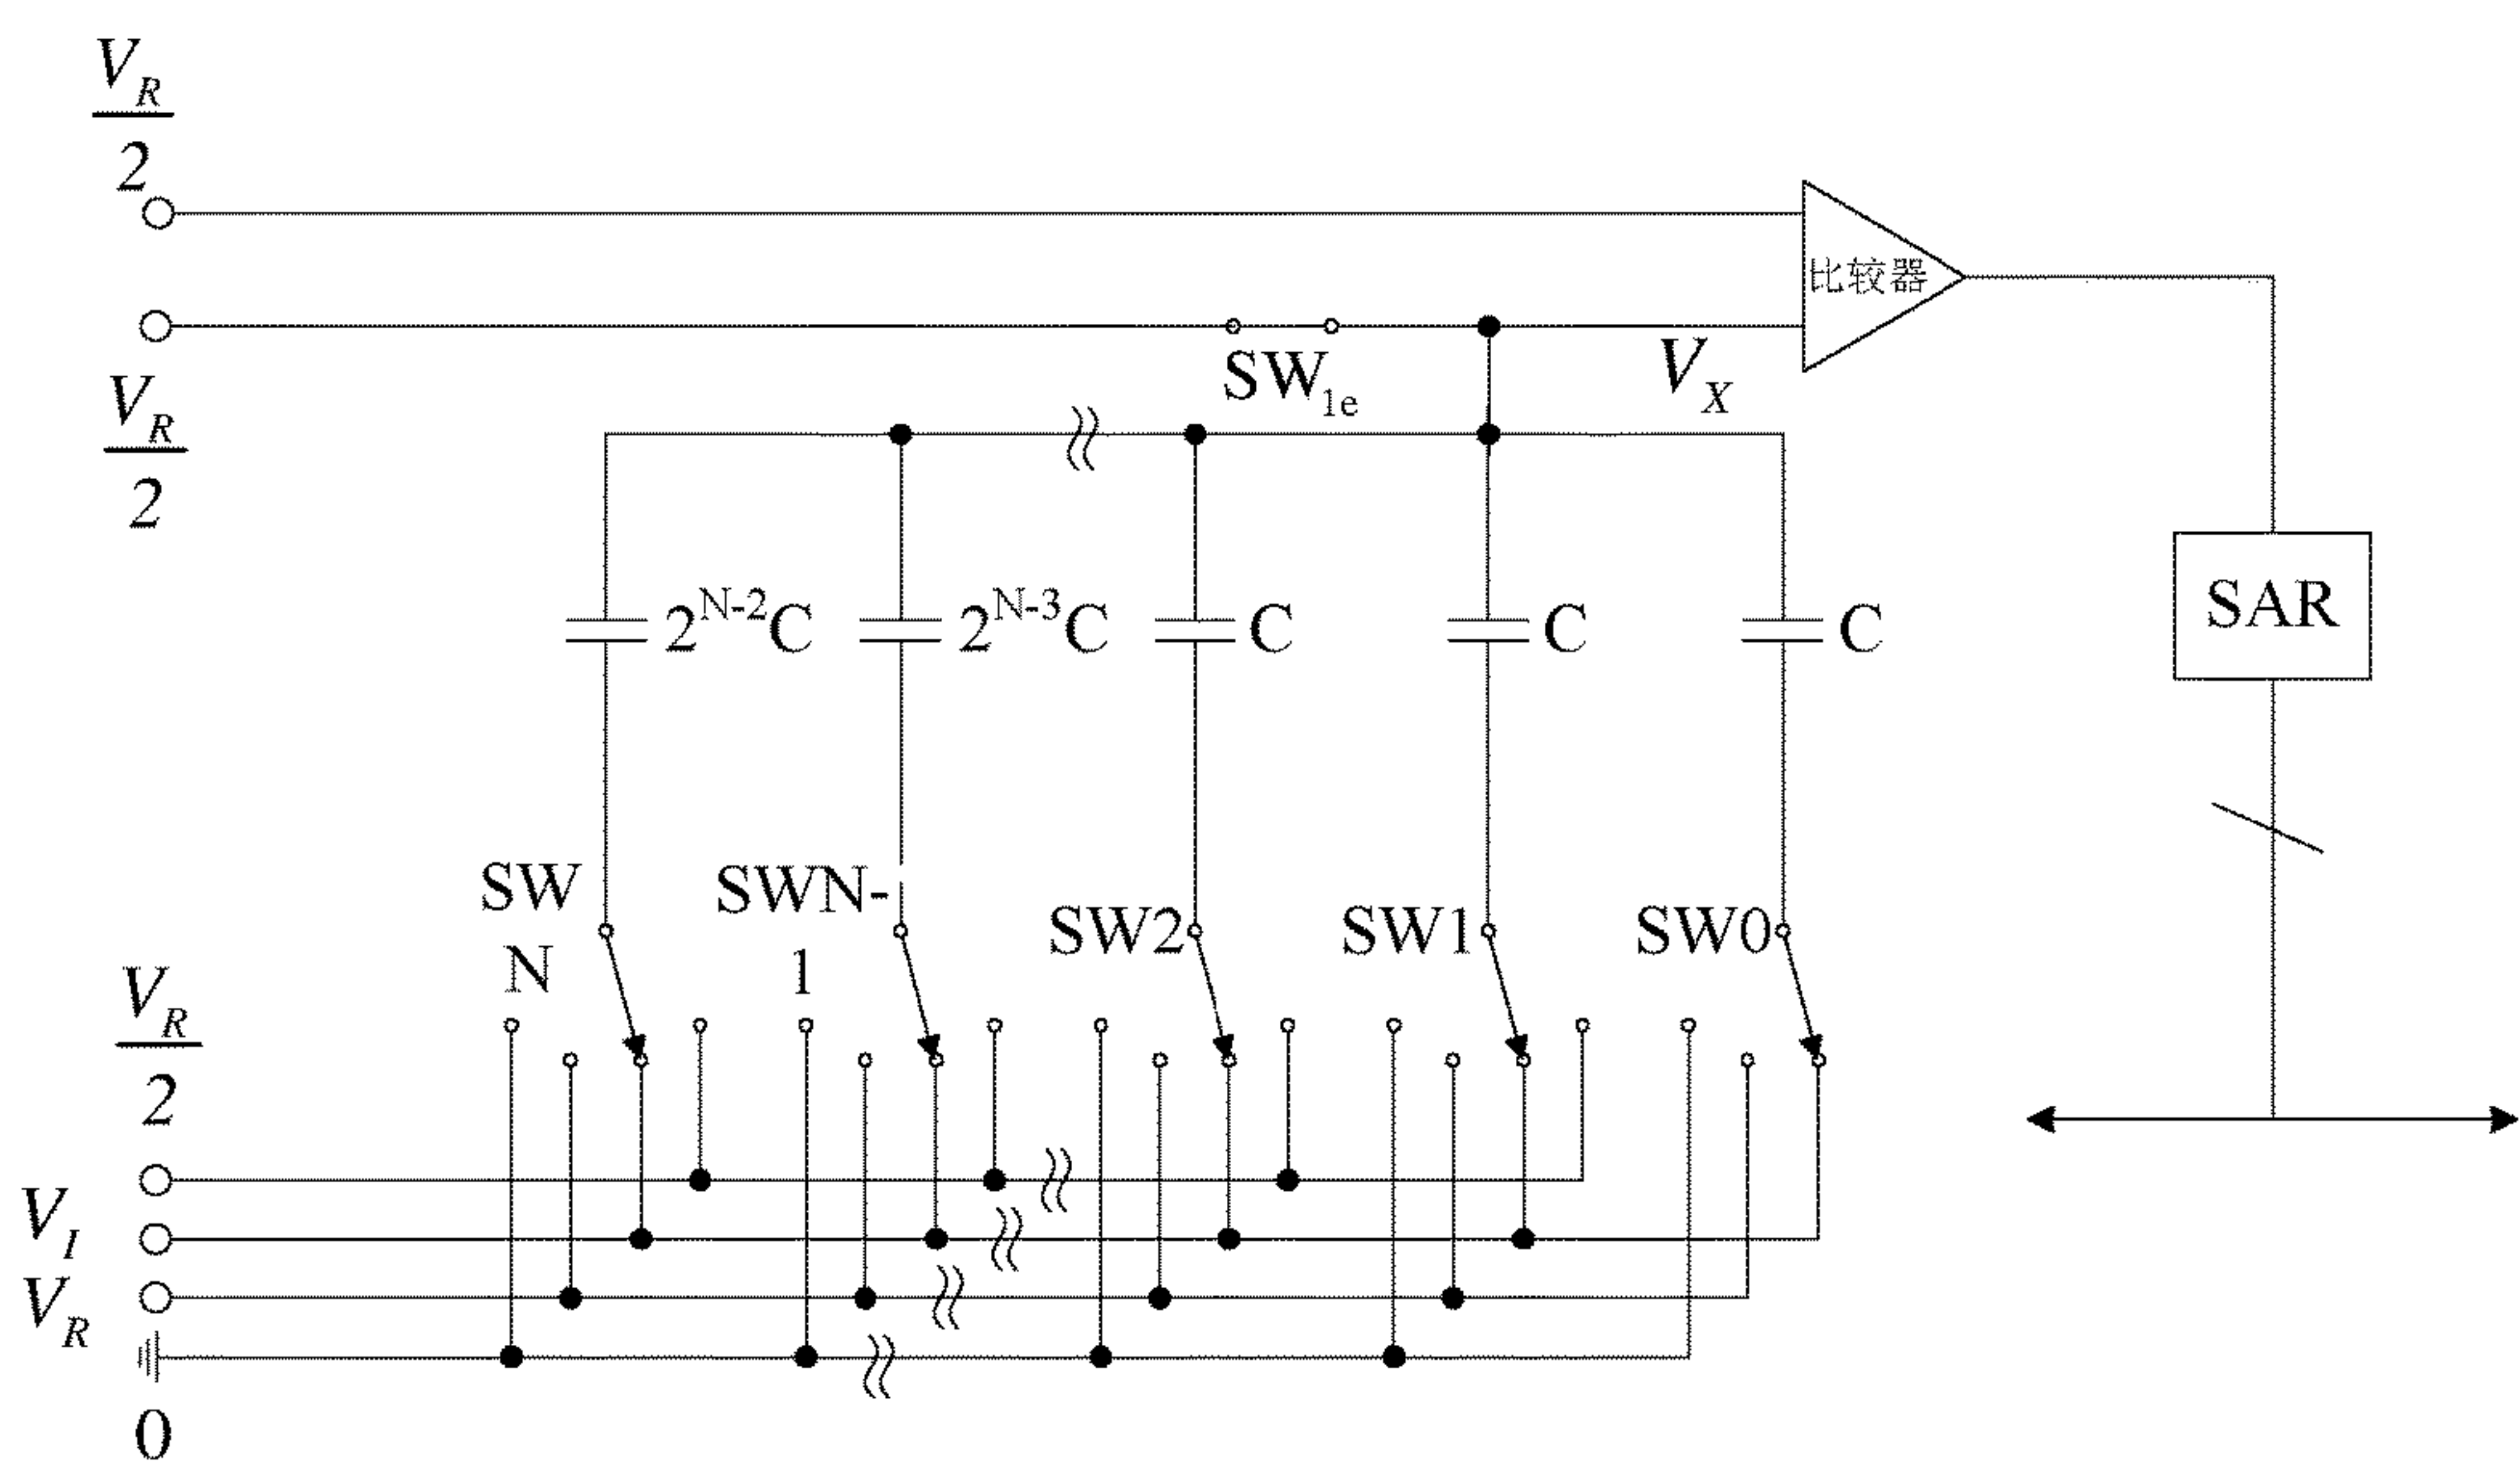 V_R
2
比较器
SW_1e
V_X
V_R
2
2^N-2C
2^N-3C
C
C
C
SAR
SW
N
SWN-
1
SW2
SW1
SW0
V_R
2
V_I
V_R
0